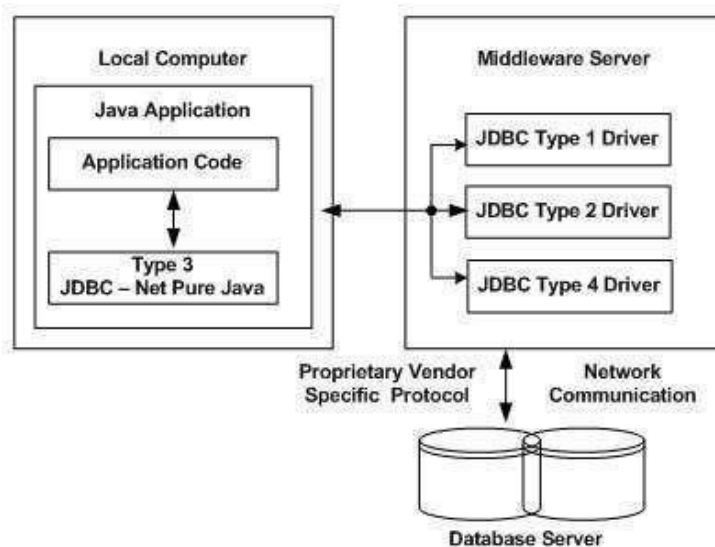 Local Computer
Java Application
Application Code
Type 3
JDBC – Net Pure Java
Middleware Server
JDBC Type 1 Driver
JDBC Type 2 Driver
JDBC Type 4 Driver
Proprietary Vendor
Specific Protocol
Network
Communication
Database Server